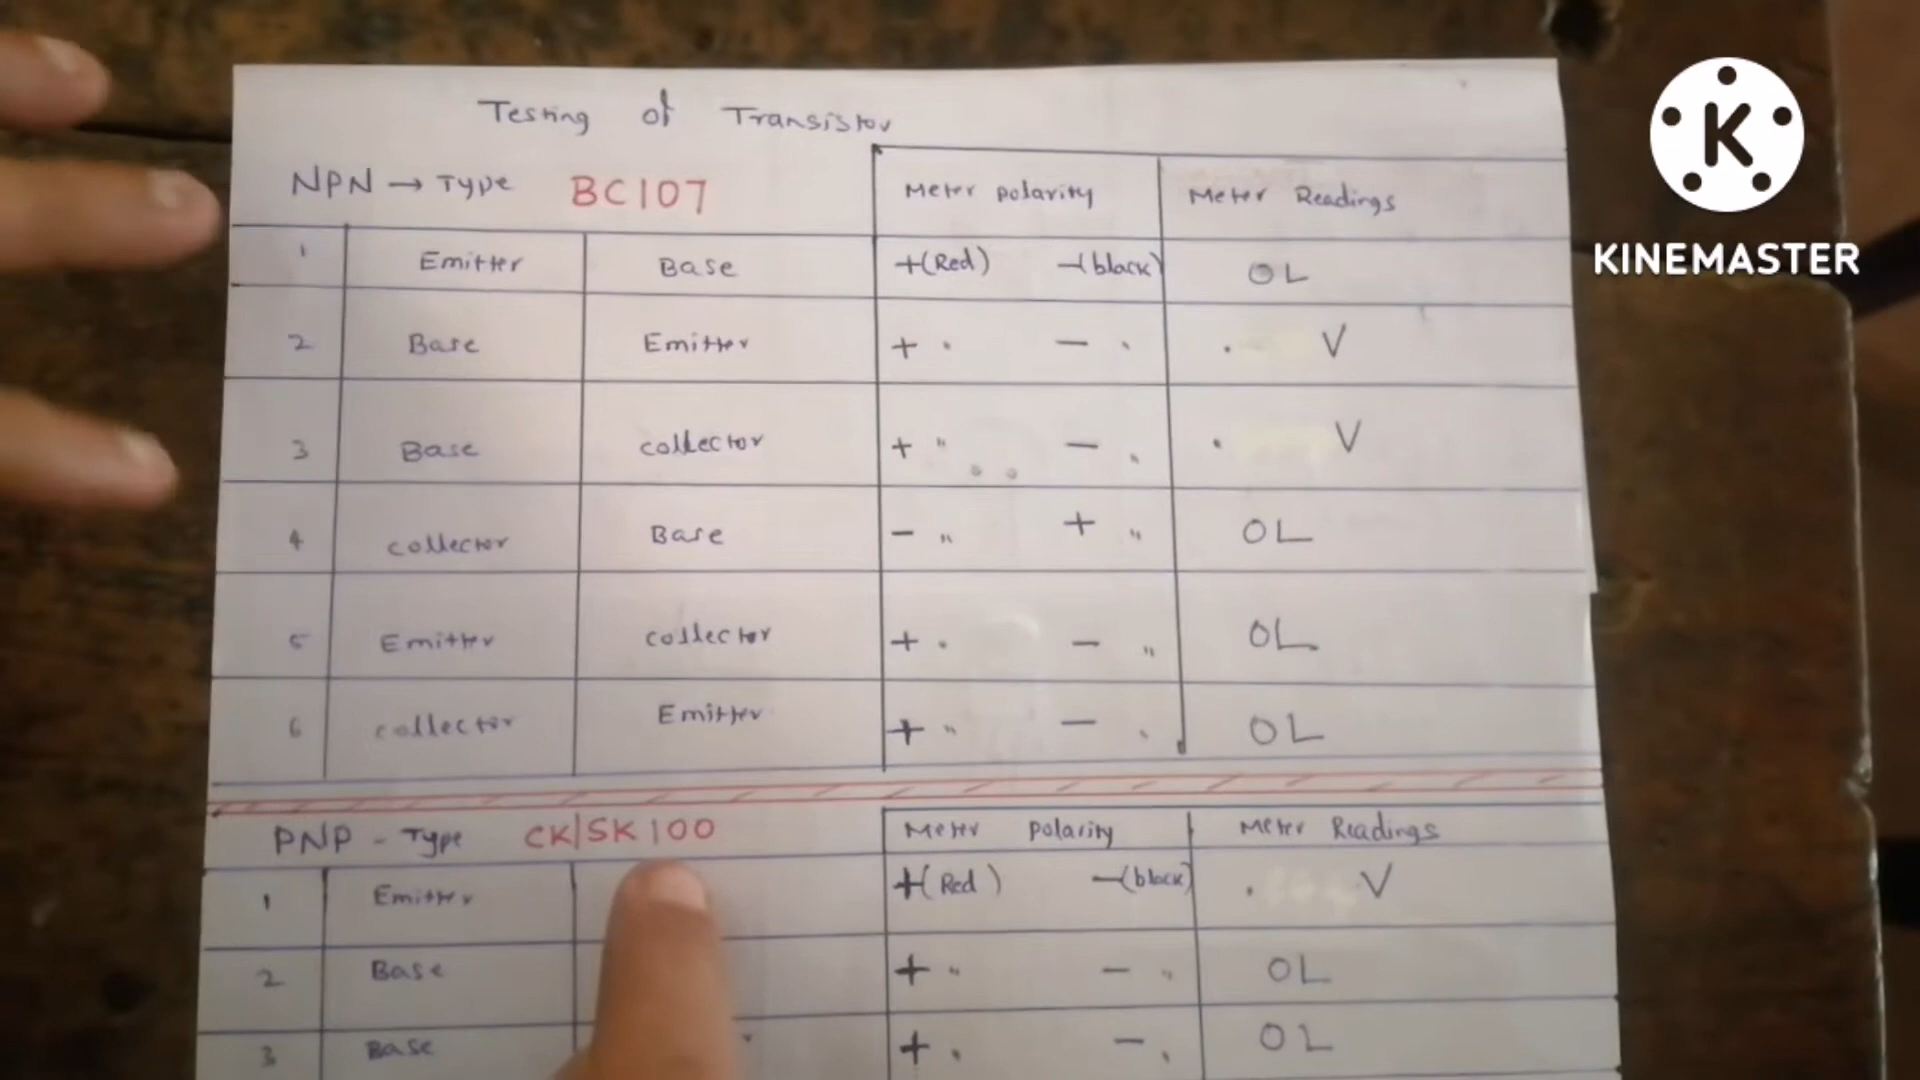 Testing of Transistor
NPN → Type BC107 Meter polarity Meter Readings
1 Emitter Base +(Red) -(black) OL
2 Base Emitter + " - " . V
3 Base collector + " - " . V
4 collector Base - " + " OL
5 Emitter collector + " - " OL
6 collector Emitter + " - " OL
PNP - Type CK/SK100 Meter polarity Meter Readings
1 Emitter +(Red) -(black) . V
2 Base + " - " OL
3 Base + " - " OL
K
KINEMASTER